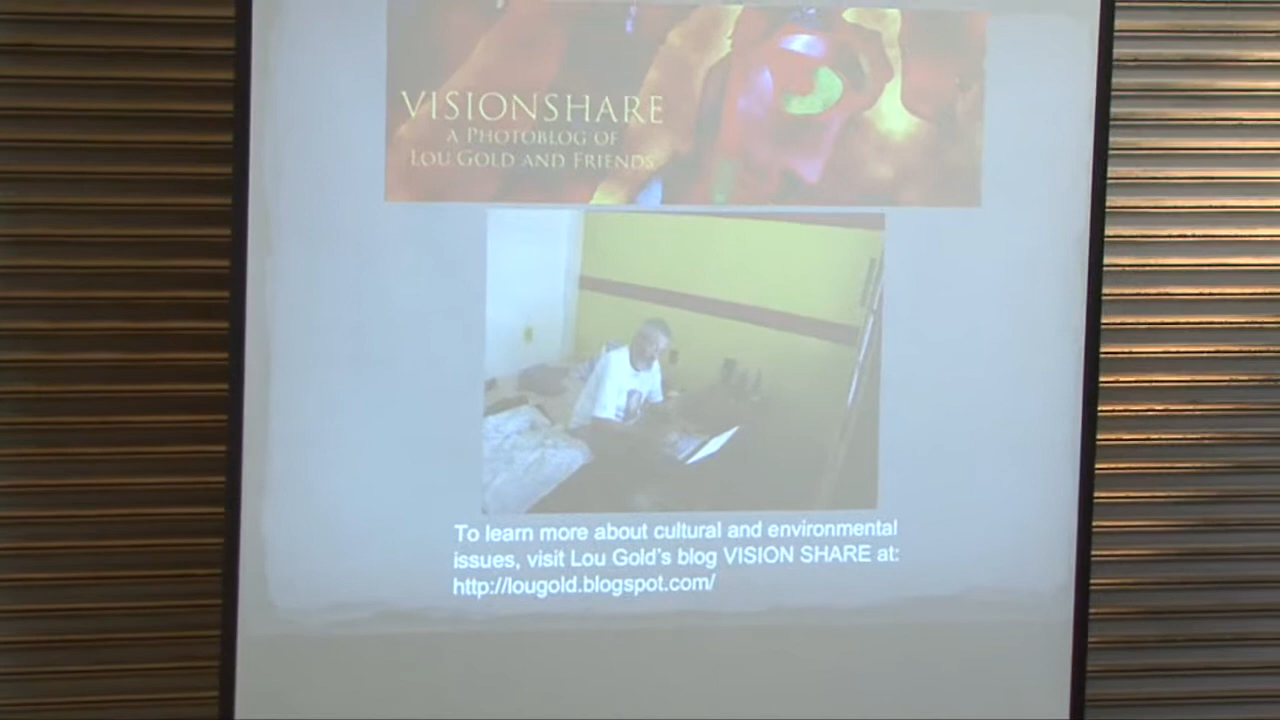 VISIONSHARE
A PHOTOBLOG OF
LOU GOLD AND FRIENDS
To learn more about cultural and environmental
issues, visit Lou Gold's blog VISION SHARE at:
http://lougold.blogspot.com/